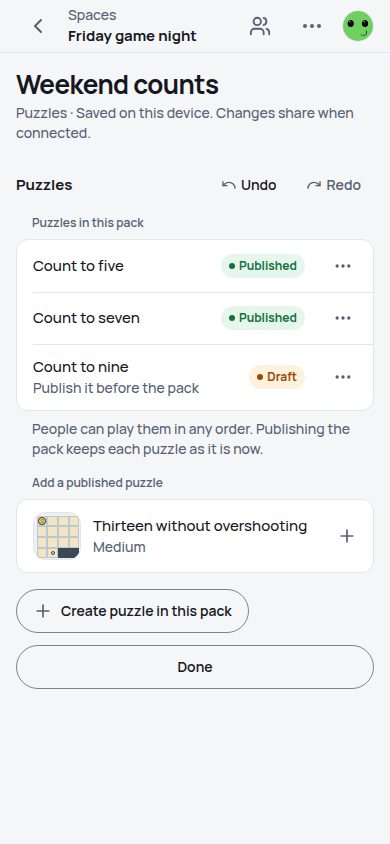 Spaces
Friday game night
Weekend counts
Puzzles · Saved on this device. Changes share when
connected.
Puzzles
Undo
Redo
Puzzles in this pack
Count to five
Published
Count to seven
Published
Count to nine
Publish it before the pack
Draft
People can play them in any order. Publishing the
pack keeps each puzzle as it is now.
Add a published puzzle
Thirteen without overshooting
Medium
Create puzzle in this pack
Done